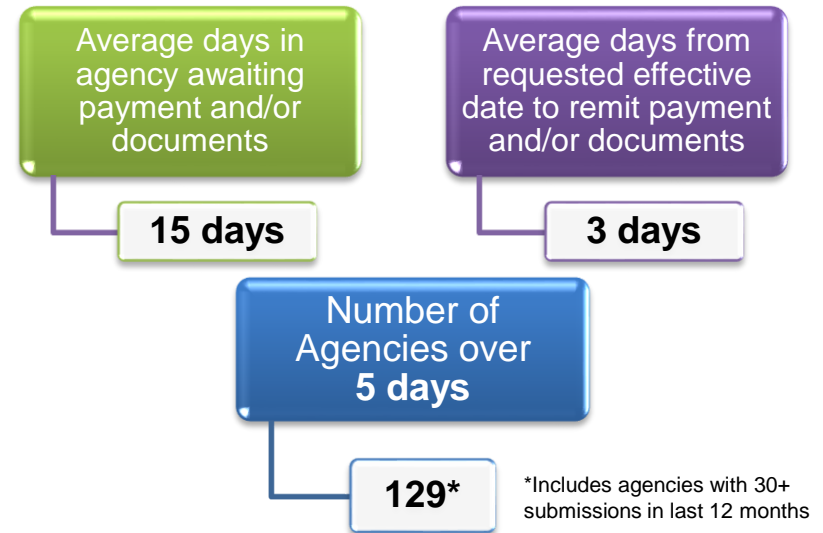 Average days in
agency awaiting
payment and/or
documents
15 days
Average days from
requested effective
date to remit payment
and/or documents
3 days
Number of
Agencies over
5 days
129*
*Includes agencies with 30+
submissions in last 12 months